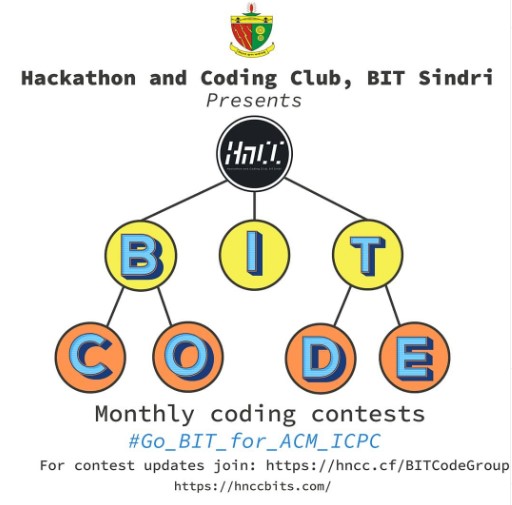 Hackathon and Coding Club, BIT Sindri
Presents
HnCC
B I T
C O D E
Monthly coding contests
#Go_BIT_for_ACM_ICPC
For contest updates join: https://hncc.cf/BITCodeGroup
https://hnccbits.com/